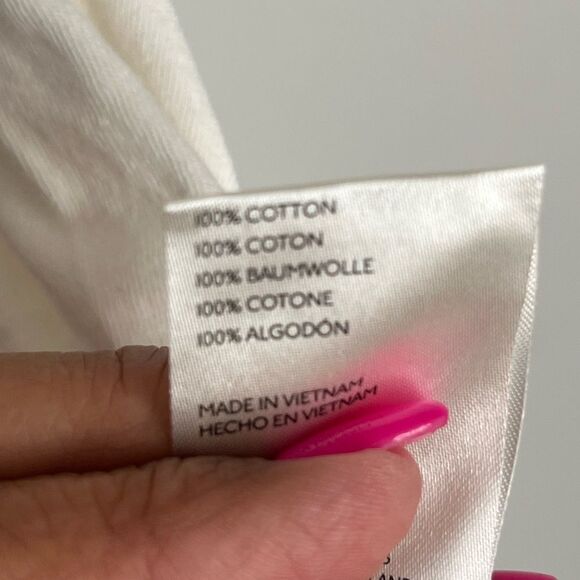 100% COTTON
100% COTON
100% BAUMWOLLE
100% COTONE
100% ALGODÓN
MADE IN VIETNAM
HECHO EN VIETNAM